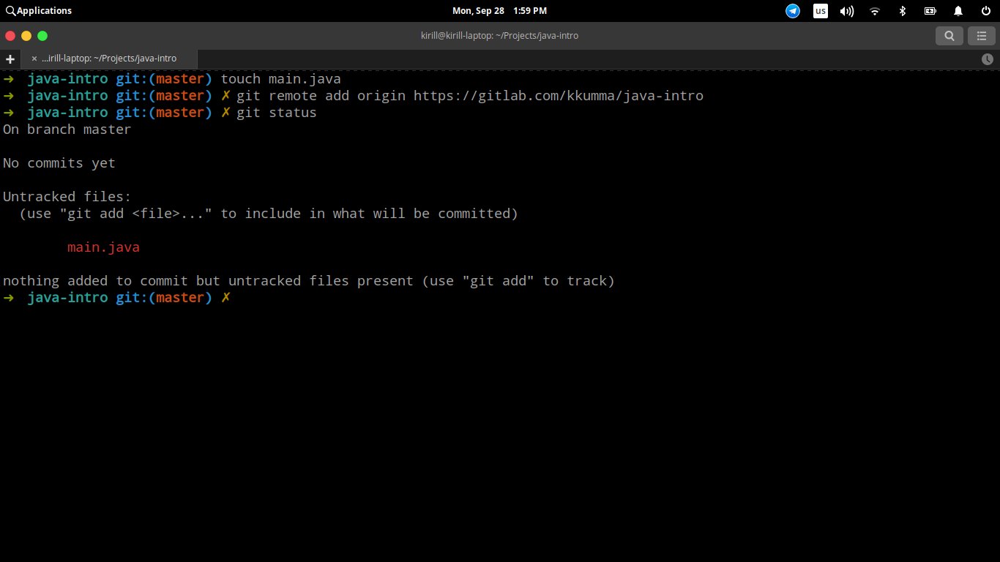 Applications
Mon, Sep 28 1:59 PM
us
kirill@kirill-laptop: ~/Projects/java-intro
+ × ...irill-laptop: ~/Projects/java-intro
➜ java-intro git:(master) touch main.java
➜ java-intro git:(master) ✗ git remote add origin https://gitlab.com/kkumma/java-intro
➜ java-intro git:(master) ✗ git status
On branch master
No commits yet
Untracked files:
(use "git add <file>..." to include in what will be committed)
main.java
nothing added to commit but untracked files present (use "git add" to track)
➜ java-intro git:(master) ✗